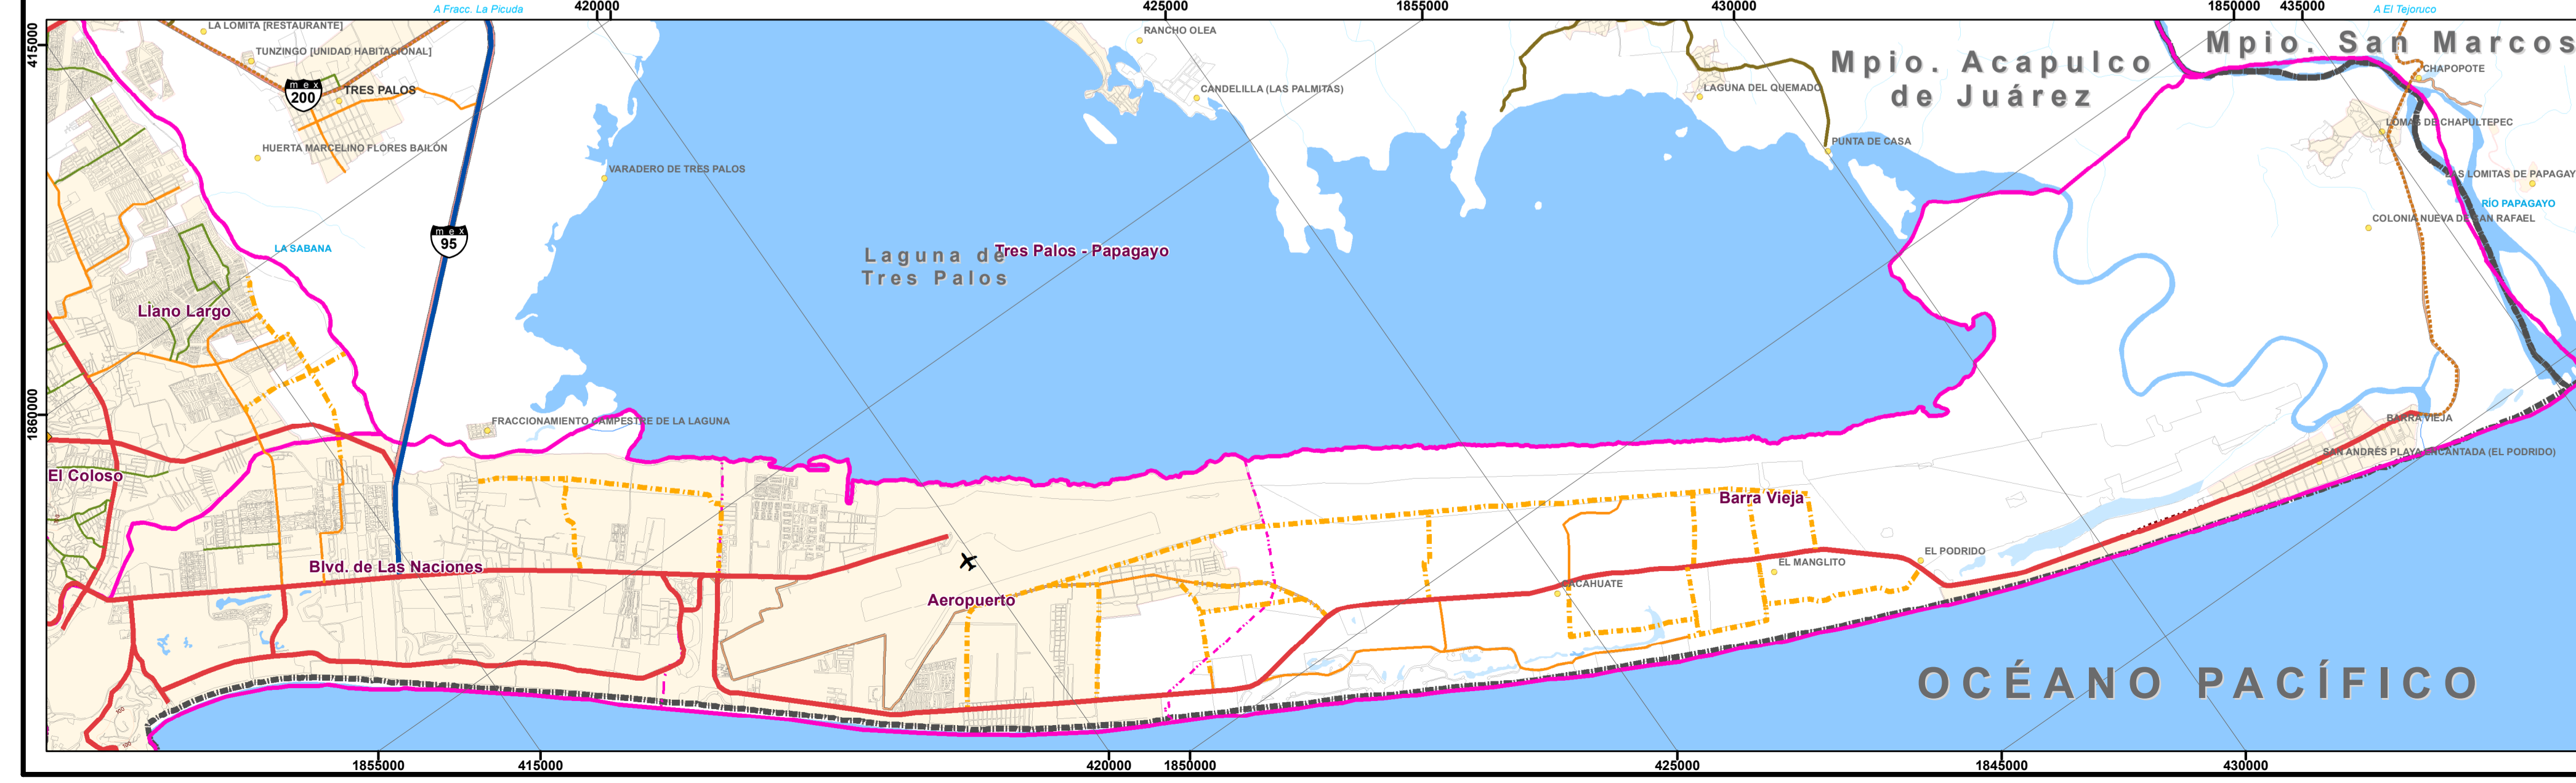 A Fracc. La Picuda
420000
425000
1855000
430000
1850000
435000
A El Tejoruco
415000
LA LOMITA [RESTAURANTE]
TUNZINGO [UNIDAD HABITACIONAL]
mex
200
TRES PALOS
HUERTA MARCELINO FLORES BAILÓN
RANCHO OLEA
CANDELILLA (LAS PALMITAS)
LAGUNA DEL QUEMADO
Mpio. Acapulco
de Juárez
Mpio. San Marcos
CHAPOPOTE
LOMAS DE CHAPULTEPEC
PUNTA DE CASA
VARADERO DE TRES PALOS
LAS LOMITAS DE PAPAGAY
RÍO PAPAGAYO
COLONIA NUEVA DE SAN RAFAEL
mex
95
LA SABANA
Laguna de
Tres Palos
Tres Palos - Papagayo
Llano Largo
1860000
FRACCIONAMIENTO CAMPESTRE DE LA LAGUNA
BARRA VIEJA
SAN ANDRÉS PLAYA ENCANTADA (EL PODRIDO)
El Coloso
Barra Vieja
EL PODRIDO
EL MANGLITO
Blvd. de Las Naciones
CACAHUATE
Aeropuerto
OCÉANO PACÍFICO
100
100
1855000
415000
420000
1850000
425000
1845000
430000